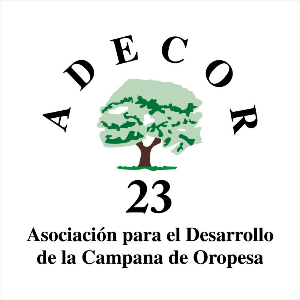 ADECOR
23
Asociación para el Desarrollo
de la Campana de Oropesa